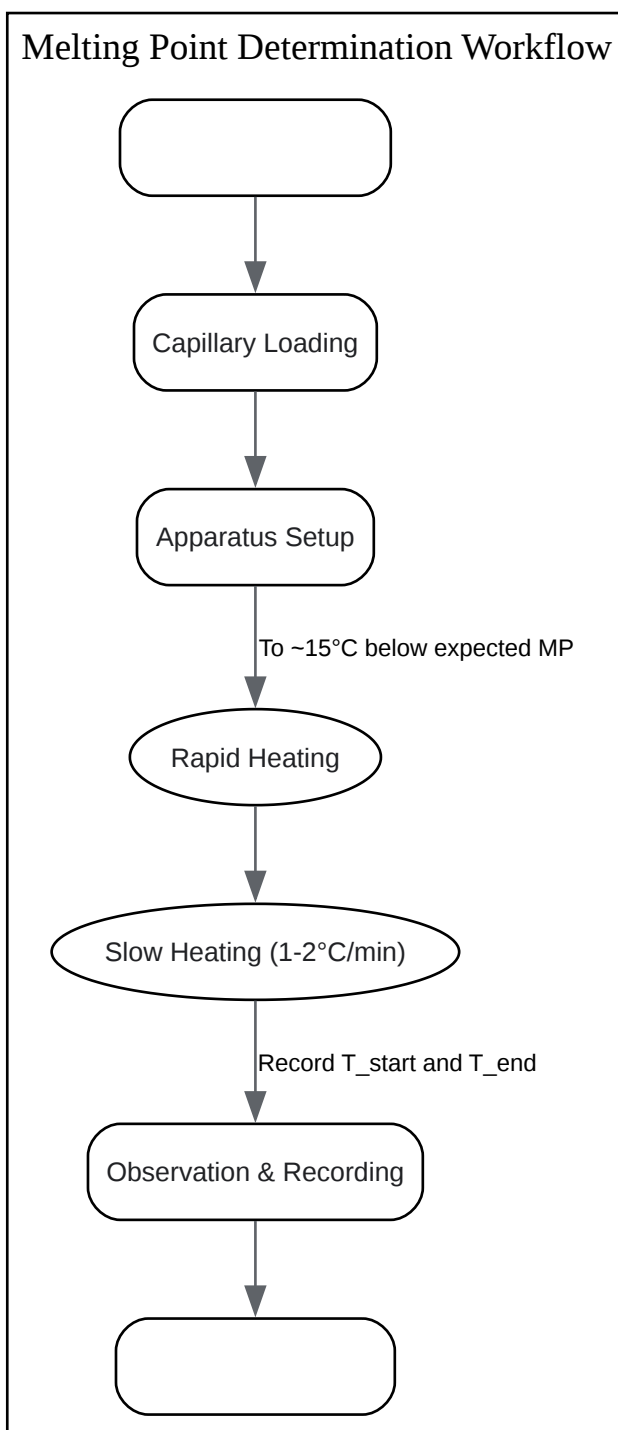 Melting Point Determination Workflow
Capillary Loading
Apparatus Setup
To ~15°C below expected MP
Rapid Heating
Slow Heating (1-2°C/min)
Record T_start and T_end
Observation & Recording